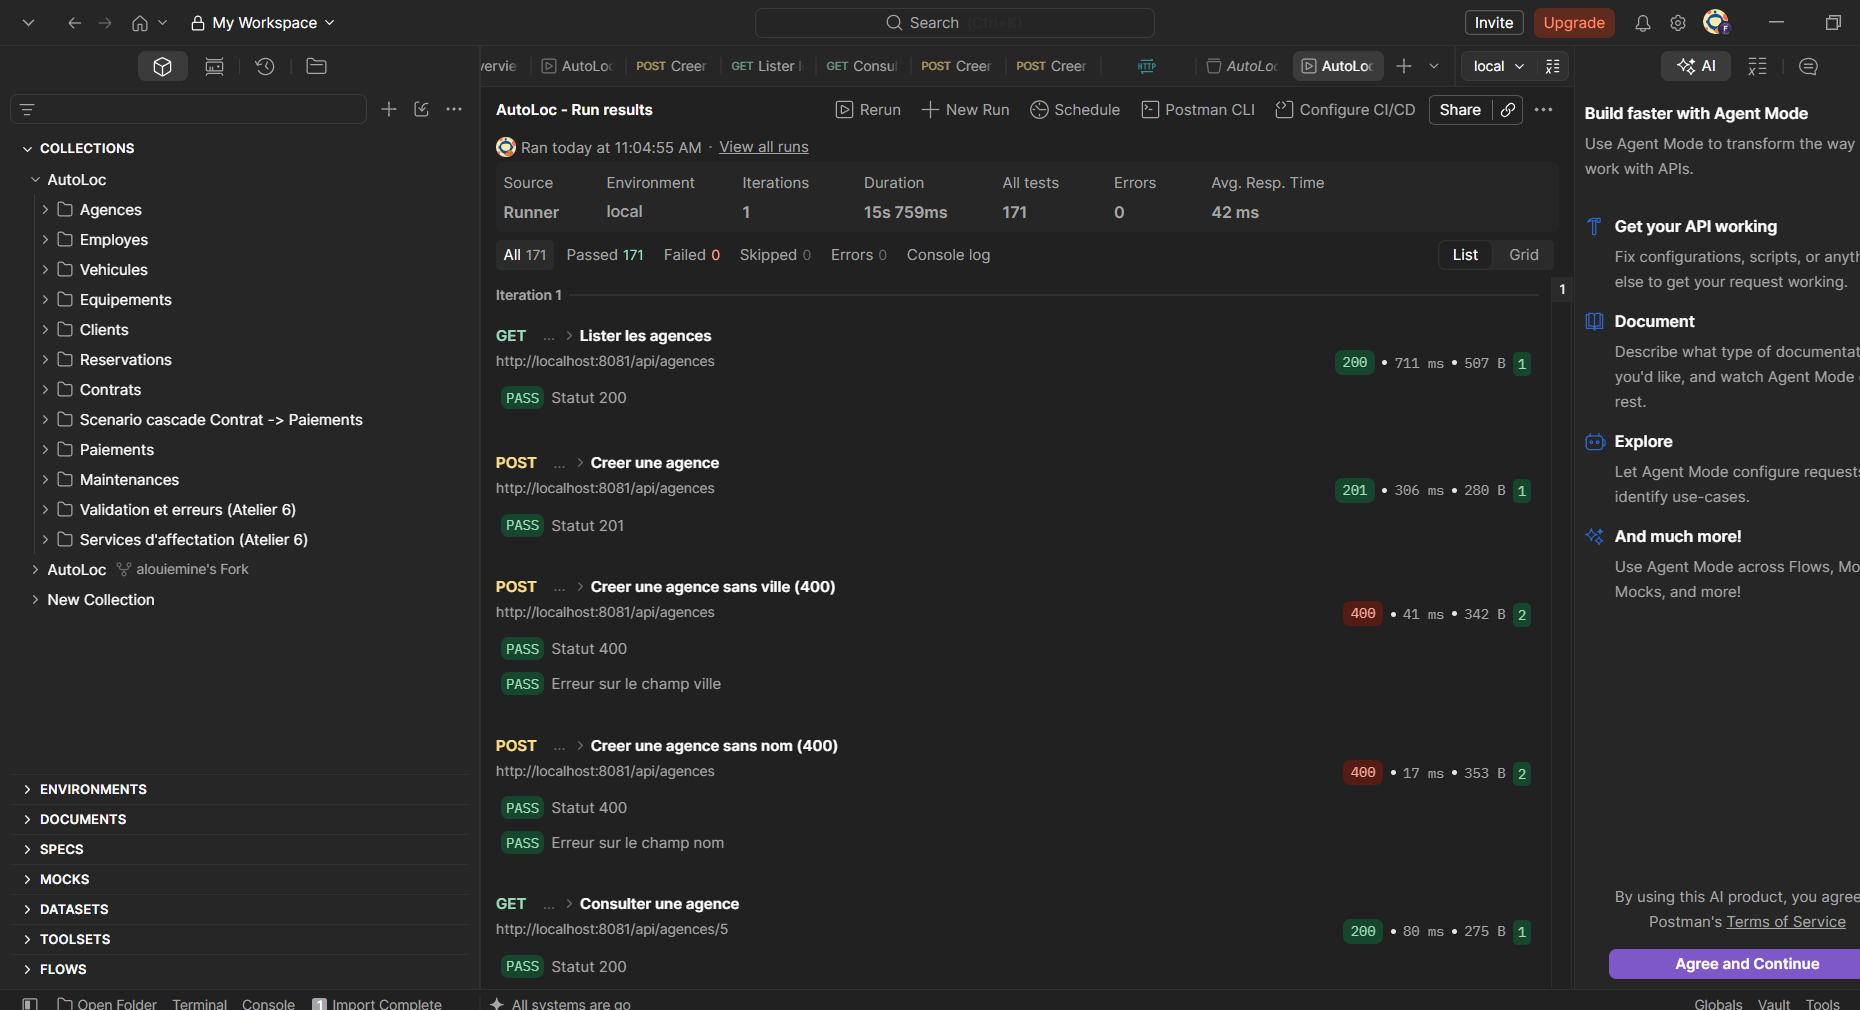 My Workspace
Search (Ctrl+K)
Invite
Upgrade
AutoLoc
POST Creer
GET Lister
GET Consul
POST Creer
POST Creer
HTTP
AutoLoc
AutoLoc
local
AI
COLLECTIONS
AutoLoc
Agences
Employes
Vehicules
Equipements
Clients
Reservations
Contrats
Scenario cascade Contrat -> Paiements
Paiements
Maintenances
Validation et erreurs (Atelier 6)
Services d'affectation (Atelier 6)
AutoLoc alouiemine's Fork
New Collection
ENVIRONMENTS
DOCUMENTS
SPECS
MOCKS
DATASETS
TOOLSETS
FLOWS
AutoLoc - Run results
Rerun
New Run
Schedule
Postman CLI
Configure CI/CD
Share
Ran today at 11:04:55 AM · View all runs
Source Environment Iterations Duration All tests Errors Avg. Resp. Time
Runner local 1 15s 759ms 171 0 42 ms
All 171 Passed 171 Failed 0 Skipped 0 Errors 0 Console log
List Grid
Iteration 1
1
GET ... > Lister les agences
http://localhost:8081/api/agences
200 • 711 ms • 507 B 1
PASS Statut 200
POST ... > Creer une agence
http://localhost:8081/api/agences
201 • 306 ms • 280 B 1
PASS Statut 201
POST ... > Creer une agence sans ville (400)
http://localhost:8081/api/agences
400 • 41 ms • 342 B 2
PASS Statut 400
PASS Erreur sur le champ ville
POST ... > Creer une agence sans nom (400)
http://localhost:8081/api/agences
400 • 17 ms • 353 B 2
PASS Statut 400
PASS Erreur sur le champ nom
GET ... > Consulter une agence
http://localhost:8081/api/agences/5
200 • 80 ms • 275 B 1
PASS Statut 200
Build faster with Agent Mode
Use Agent Mode to transform the way
work with APIs.
Get your API working
Fix configurations, scripts, or anyth
else to get your request working.
Document
Describe what type of documentat
you'd like, and watch Agent Mode
rest.
Explore
Let Agent Mode configure requests
identify use-cases.
And much more!
Use Agent Mode across Flows, Mo
Mocks, and more!
By using this AI product, you agree
Postman's Terms of Service
Agree and Continue
Open Folder Terminal Console 1 Import Complete
All systems are go
Globals Vault Tools